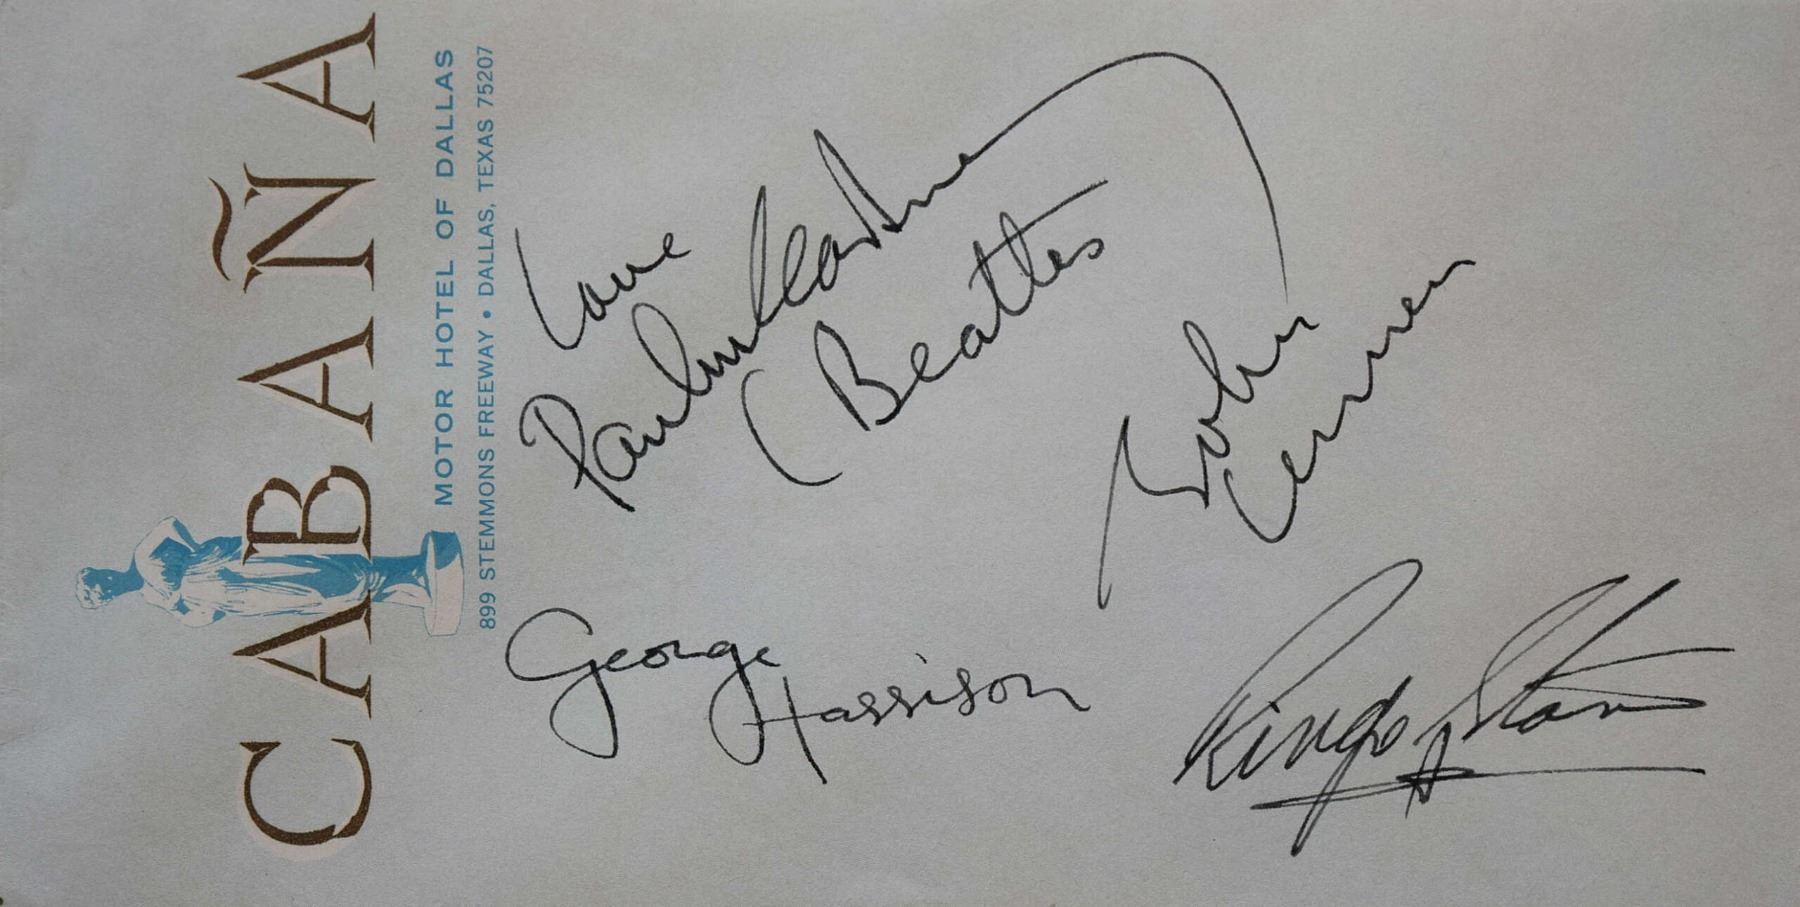 CABAÑA
MOTOR HOTEL OF DALLAS
899 STEMMONS FREEWAY • DALLAS, TEXAS 75207
Love
Paul McCartney
(Beatles
John
Lennon
George
Harrison
Ringo Starr